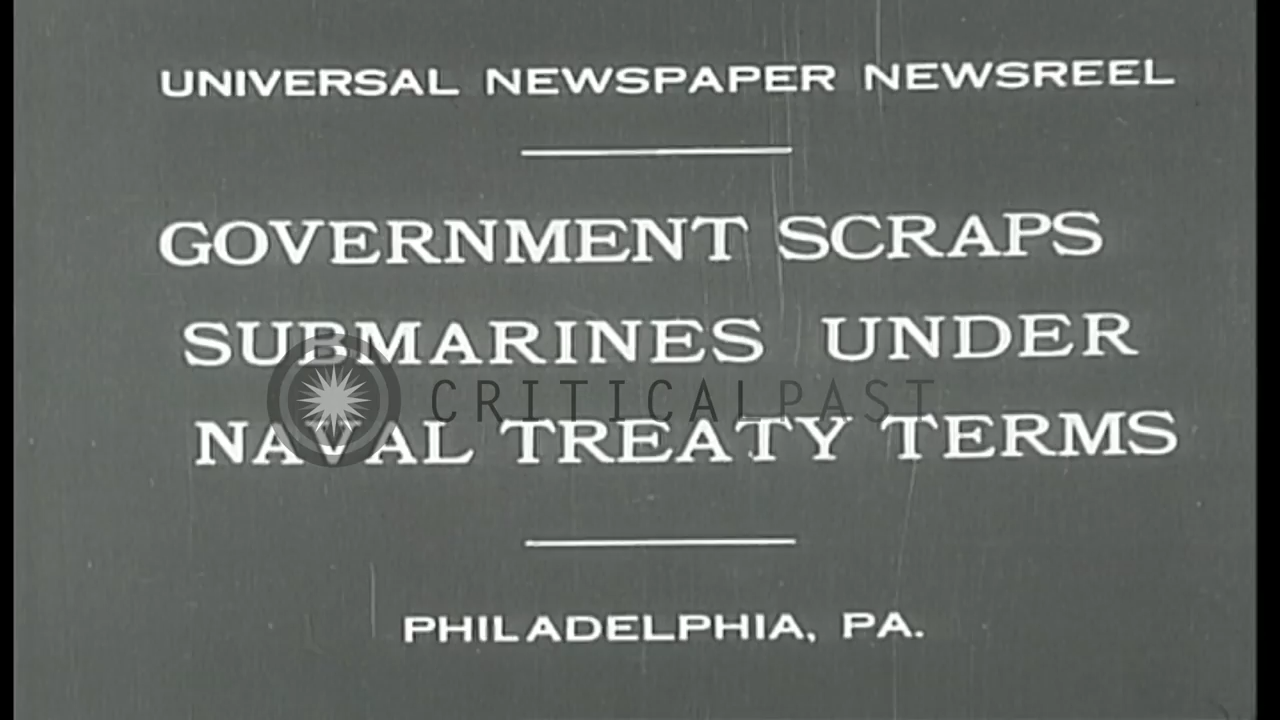 UNIVERSAL NEWSPAPER NEWSREEL
GOVERNMENT SCRAPS
SUBMARINES UNDER
NAVAL TREATY TERMS
CRITICALPAST
PHILADELPHIA, PA.